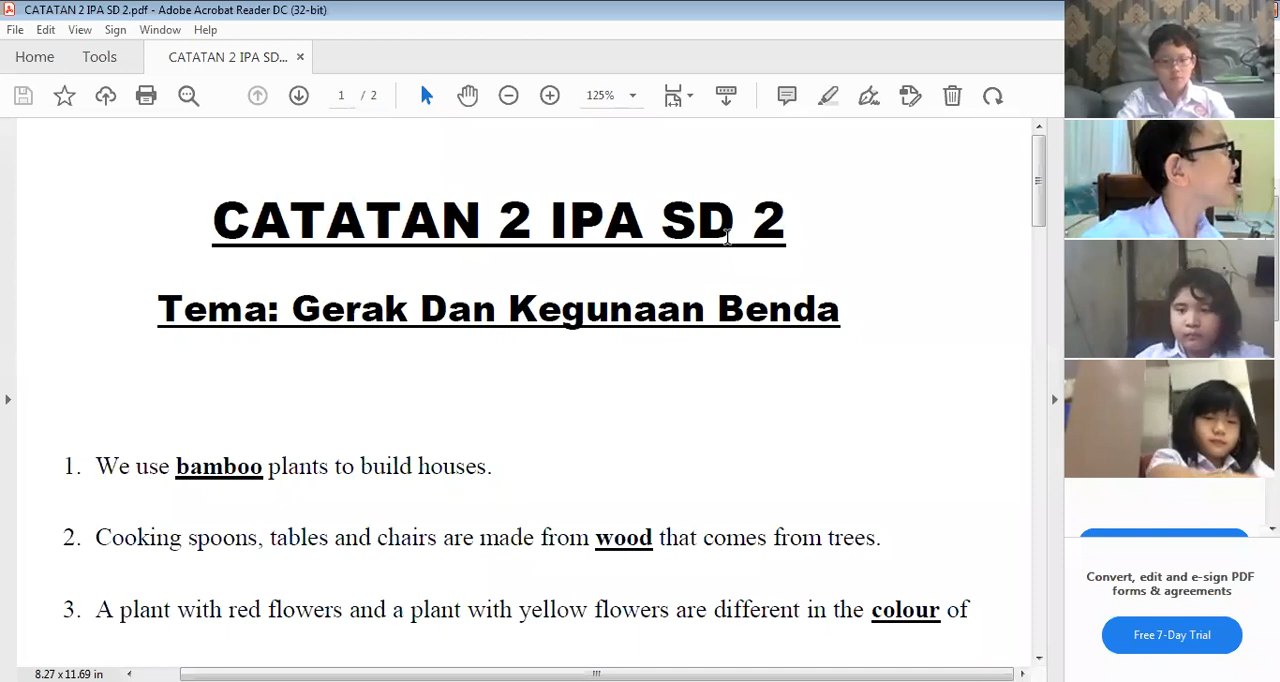 CATATAN 2 IPA SD 2.pdf - Adobe Acrobat Reader DC (32-bit)
File Edit View Sign Window Help
Home Tools CATATAN 2 IPA SD... ×
1 / 2 125%
CATATAN 2 IPA SD 2
Tema: Gerak Dan Kegunaan Benda
1. We use bamboo plants to build houses.
2. Cooking spoons, tables and chairs are made from wood that comes from trees.
3. A plant with red flowers and a plant with yellow flowers are different in the colour of
8.27 x 11.69 in
Convert, edit and e-sign PDF
forms & agreements
Free 7-Day Trial